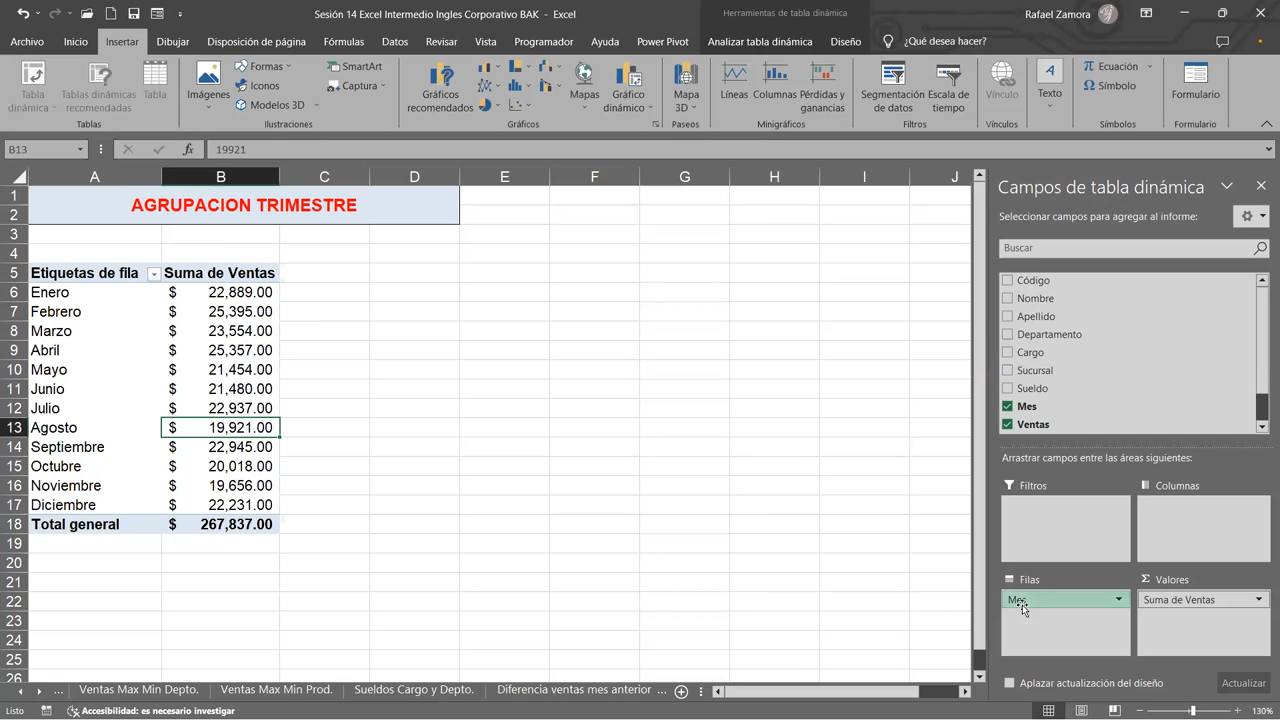 Sesión 14 Excel Intermedio Ingles Corporativo BAK - Excel
Herramientas de tabla dinámica
Rafael Zamora
Archivo Inicio Insertar Dibujar Disposición de página Fórmulas Datos Revisar Vista Programador Ayuda Power Pivot Analizar tabla dinámica Diseño ¿Qué desea hacer?
Tabla dinámica
Tablas dinámicas recomendadas
Tabla
Tablas
Imágenes
Formas
Iconos
Modelos 3D
SmartArt
Captura
Ilustraciones
Gráficos recomendados
Mapas
Gráfico dinámico
Gráficos
Mapa 3D
Paseos
Líneas
Columnas
Pérdidas y ganancias
Minigráficos
Segmentación de datos
Escala de tiempo
Filtros
Vínculo
Vínculos
Texto
Ecuación
Símbolo
Símbolos
Formulario
Formulario
B13 fx 19921
A B C D E F G H I J
1 AGRUPACION TRIMESTRE
2
3
4
5 Etiquetas de fila Suma de Ventas
6 Enero $ 22,889.00
7 Febrero $ 25,395.00
8 Marzo $ 23,554.00
9 Abril $ 25,357.00
10 Mayo $ 21,454.00
11 Junio $ 21,480.00
12 Julio $ 22,937.00
13 Agosto $ 19,921.00
14 Septiembre $ 22,945.00
15 Octubre $ 20,018.00
16 Noviembre $ 19,656.00
17 Diciembre $ 22,231.00
18 Total general $ 267,837.00
19
20
21
22
23
24
25
26
Campos de tabla dinámica
Seleccionar campos para agregar al informe:
Buscar
Código
Nombre
Apellido
Departamento
Cargo
Sucursal
Sueldo
Mes
Ventas
Arrastrar campos entre las áreas siguientes:
Filtros
Columnas
Filas
Σ Valores
Mes
Suma de Ventas
Aplazar actualización del diseño
Actualizar
... Ventas Max Min Depto. Ventas Max Min Prod. Sueldos Cargo y Depto. Diferencia ventas mes anterior ...
Listo Accesibilidad: es necesario investigar 130%